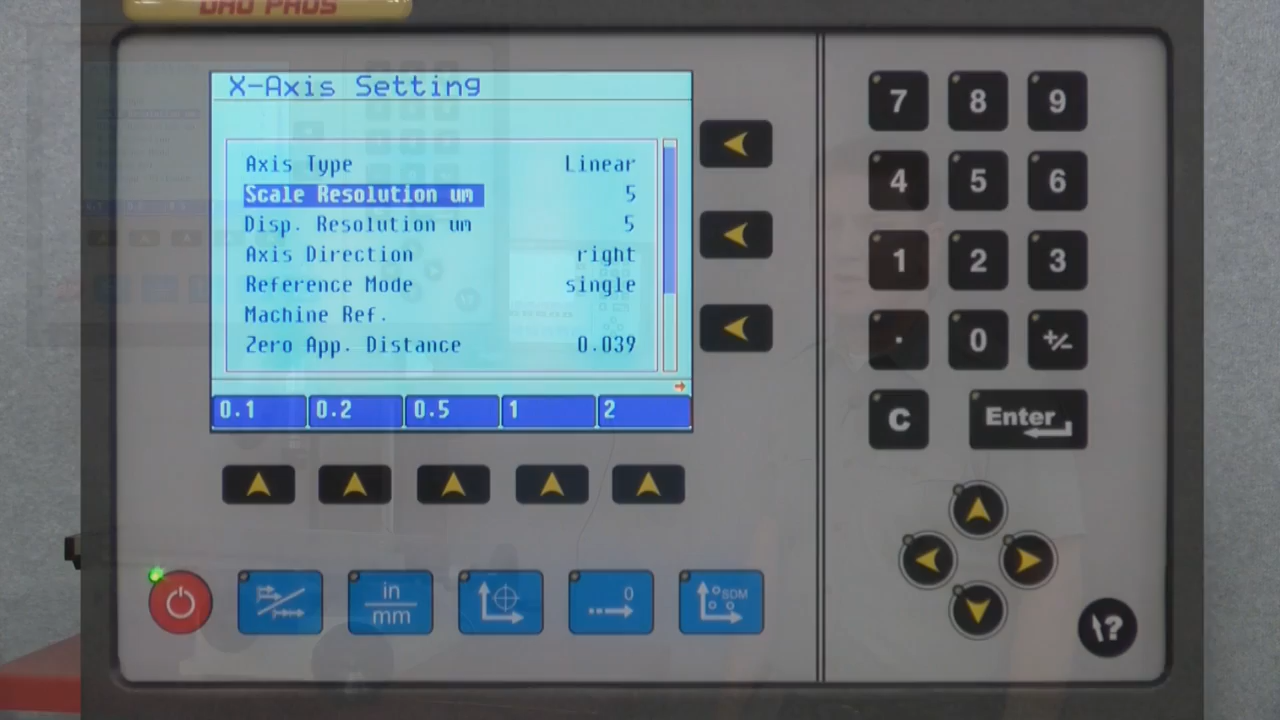 DRO PROS
X-Axis Setting
Axis Type Linear
Scale Resolution um 5
Disp. Resolution um 5
Axis Direction right
Reference Mode single
Machine Ref.
Zero App. Distance 0.039
0.1 0.2 0.5 1 2
7 8 9
4 5 6
1 2 3
. 0 +/-
C Enter
in
mm
0
SDM
?